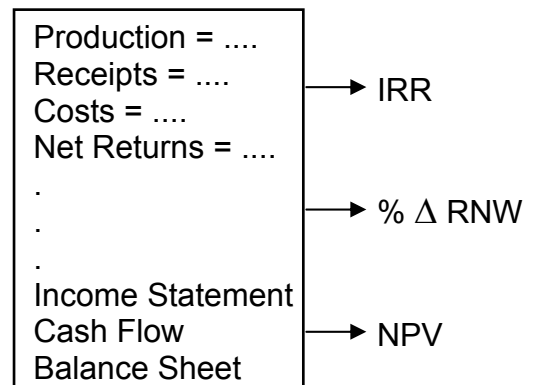 Production = ....
Receipts = ....
Costs = ....
Net Returns = ....
.
.
.
Income Statement
Cash Flow
Balance Sheet
IRR
% Δ RNW
NPV